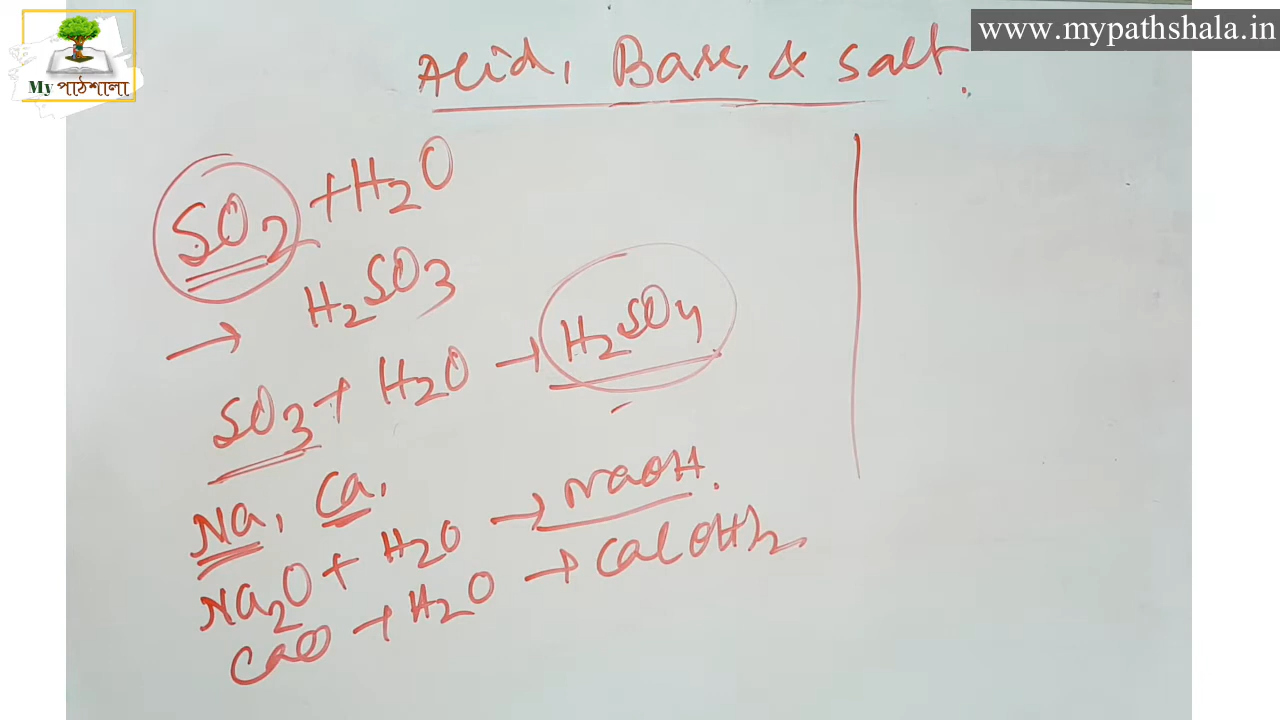 My পাঠশালা
www.mypathshala.in
Acid, Base, & Salt.
SO2 + H2O
→ H2SO3
SO3 + H2O → H2SO4
Na, Ca,
Na2O + H2O → NaOH.
CaO + H2O → Ca(OH)2